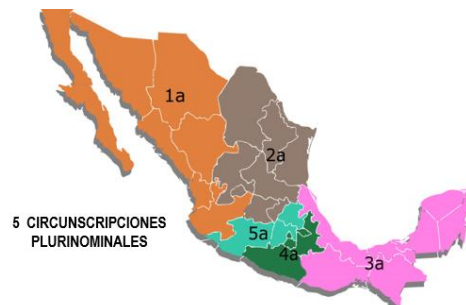 1a
2a
5 CIRCUNSCRIPCIONES
PLURINOMINALES
5a
4a
3a